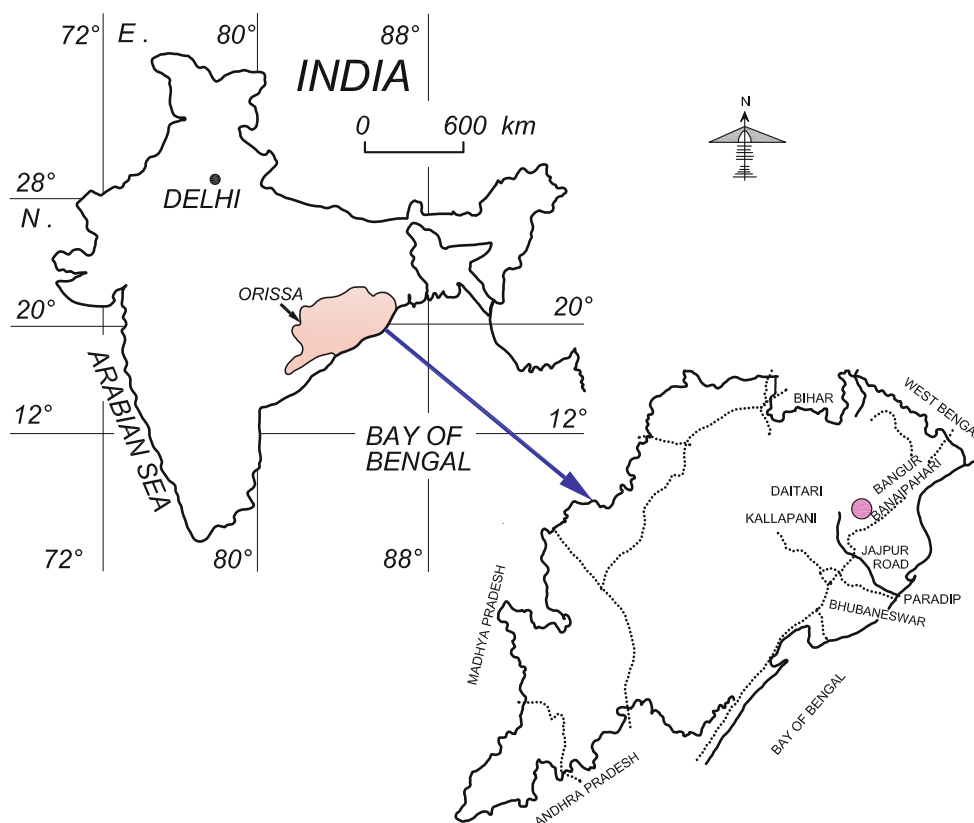 72°
E.
80°
88°
INDIA
0 600 km
N
28°
DELHI
N.
ORISSA
20°
20°
ARABIAN SEA
12°
12°
BAY OF
BENGAL
72°
80°
88°
BIHAR
WEST BENGAL
DAITARI
BANGUR
BANAIPAHARI
KALLAPANI
JAJPUR
ROAD
PARADIP
BHUBANESWAR
MADHYA PRADESH
BAY OF BENGAL
ANDHRA PRADESH